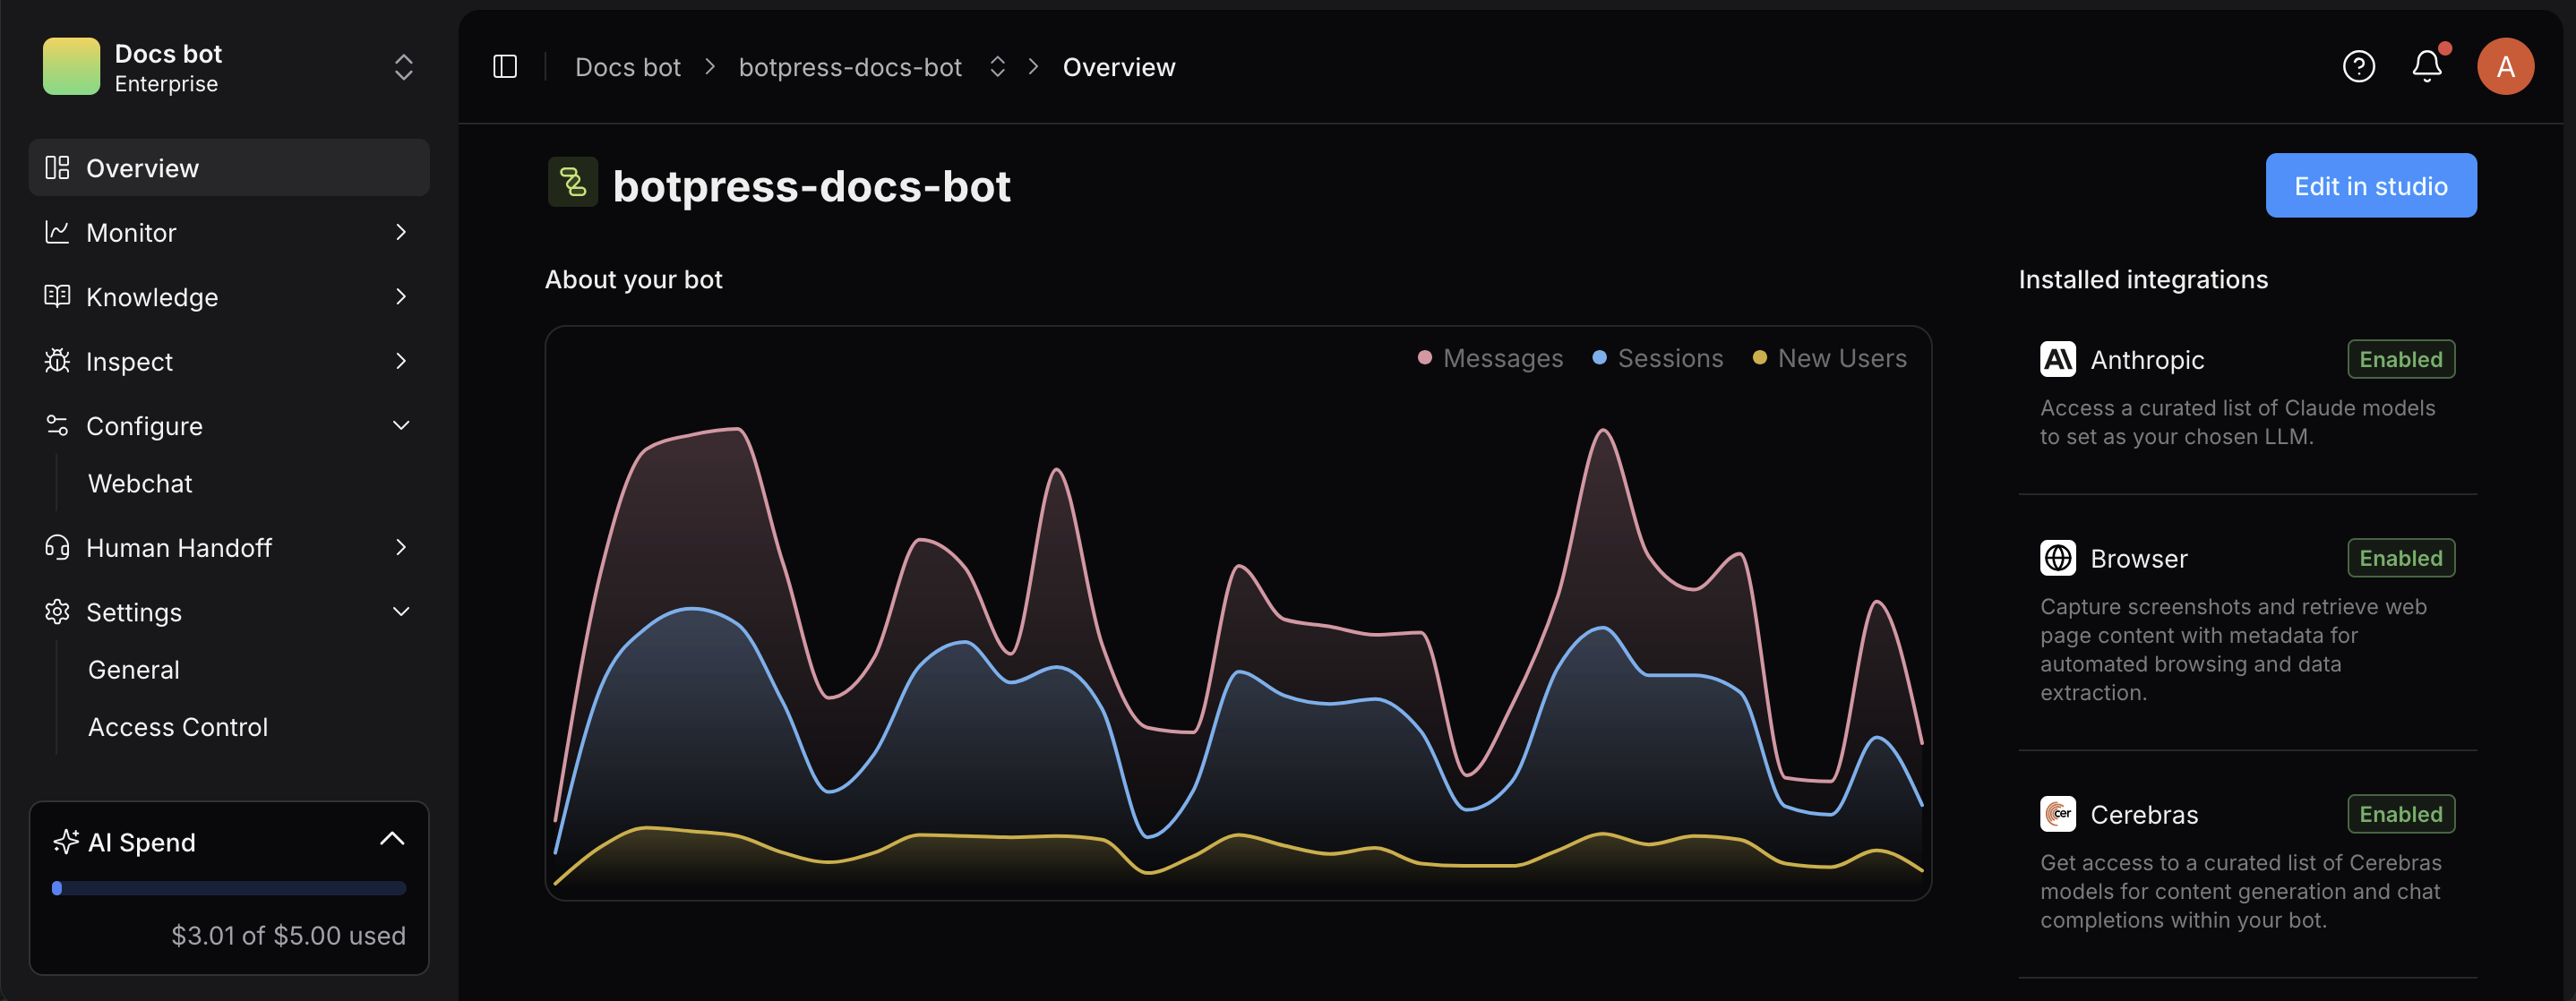 Docs bot
Enterprise
Overview
Monitor
Knowledge
Inspect
Configure
Webchat
Human Handoff
Settings
General
Access Control
AI Spend
$3.01 of $5.00 used
Docs bot > botpress-docs-bot > Overview
A
botpress-docs-bot
Edit in studio
About your bot
Messages Sessions New Users
Installed integrations
Anthropic Enabled
Access a curated list of Claude models
to set as your chosen LLM.
Browser Enabled
Capture screenshots and retrieve web
page content with metadata for
automated browsing and data
extraction.
cer
Cerebras Enabled
Get access to a curated list of Cerebras
models for content generation and chat
completions within your bot.